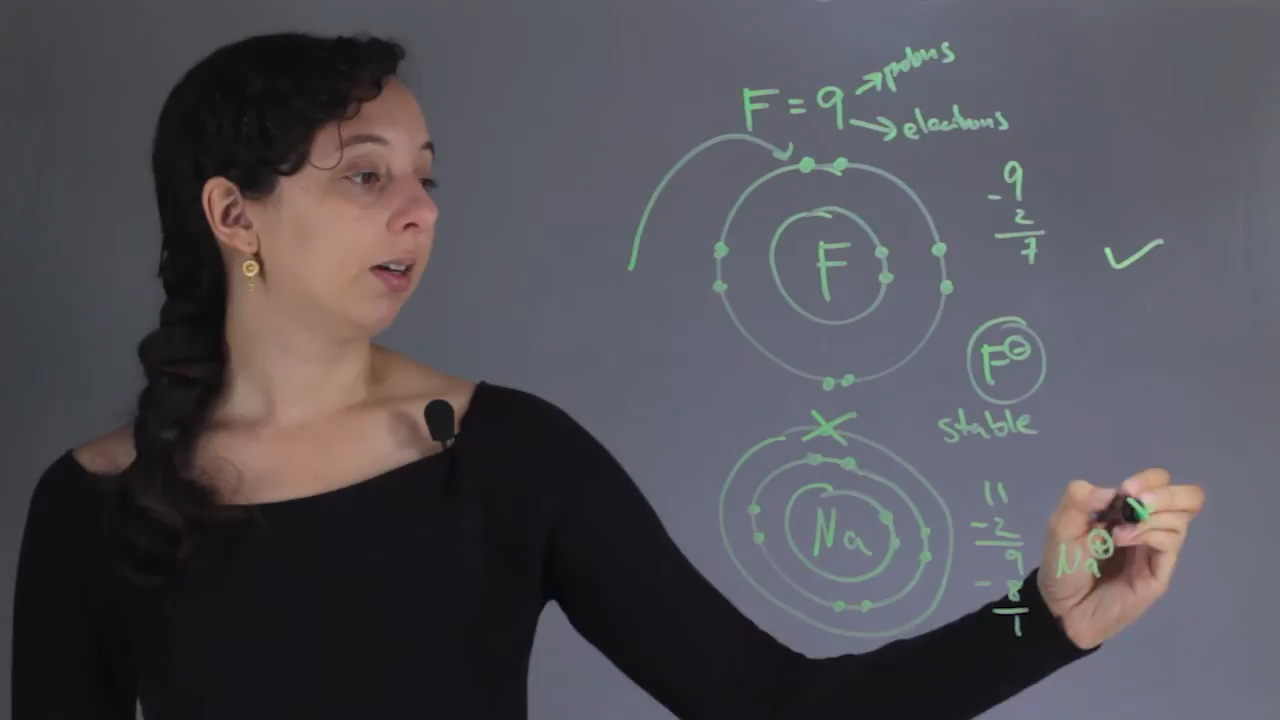 F = 9 → protons
→ electrons
9
- 2
7
F
F⊖
stable
Na
11
- 2
9
- 8
1
Na⊕